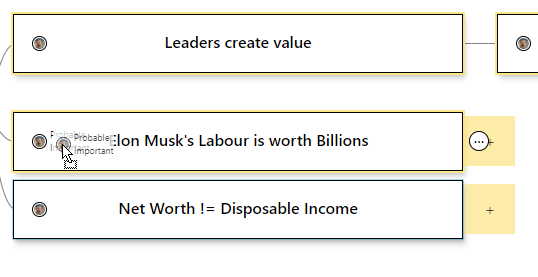 Leaders create value
Probable
Important
Elon Musk's Labour is worth Billions
...
+
Net Worth != Disposable Income
+